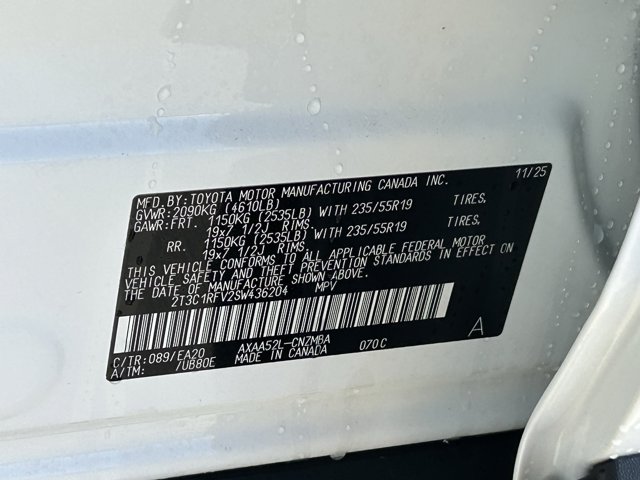 MFD. BY: TOYOTA MOTOR MANUFACTURING CANADA INC. 11/25
GVWR: 2090KG (4610LB)
GAWR: FRT. 1150KG (2535LB) WITH 235/55R19 TIRES.
19x7 1/2J RIMS.
RR. 1150KG (2535LB) WITH 235/55R19 TIRES.
19x7 1/2J RIMS.
THIS VEHICLE CONFORMS TO ALL APPLICABLE FEDERAL MOTOR
VEHICLE SAFETY AND THEFT PREVENTION STANDARDS IN EFFECT ON
THE DATE OF MANUFACTURE SHOWN ABOVE.
2T3C1RFV2SW436204 MPV
A
C/TR: 089/EA20 AXAA52L-CNZMBA 070C
A/TM: /UB80E MADE IN CANADA